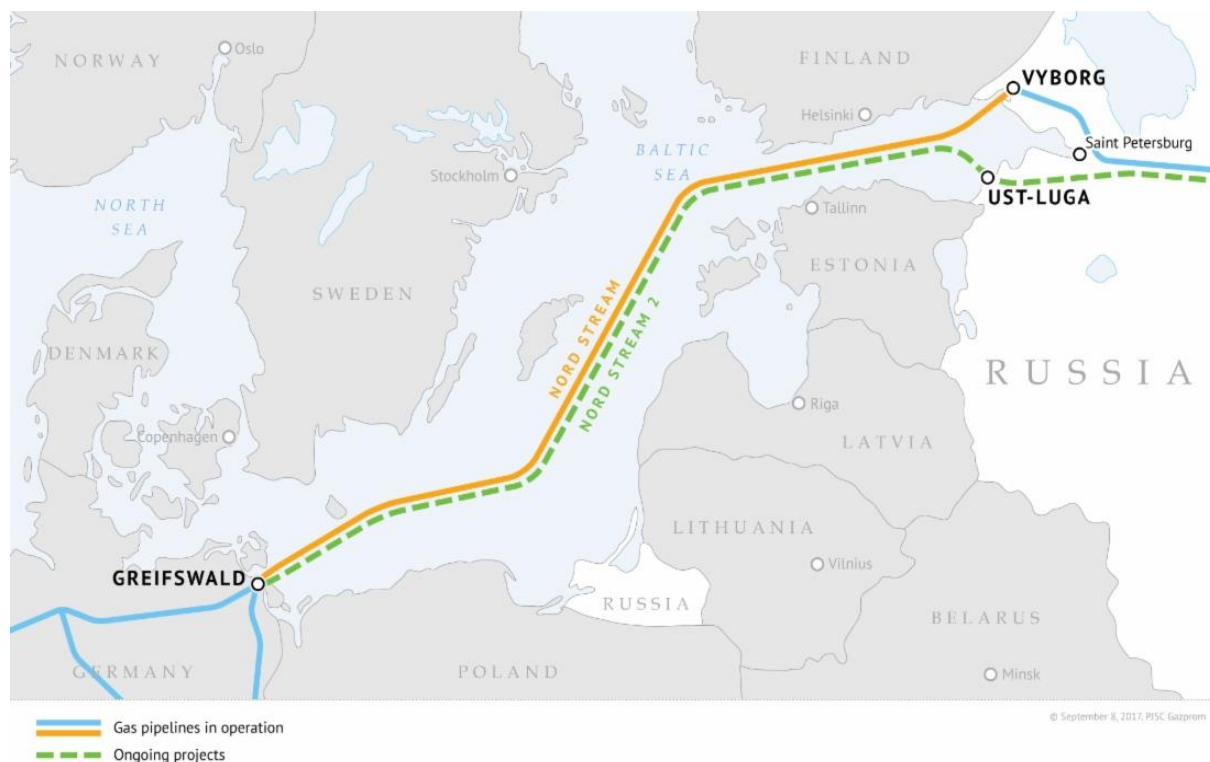 NORWAY
Oslo
FINLAND
VYBORG
Helsinki
Saint Petersburg
BALTIC
SEA
Stockholm
UST-LUGA
NORTH
SEA
Tallinn
ESTONIA
SWEDEN
NORD STREAM
NORD STREAM 2
DENMARK
RUSSIA
Riga
Copenhagen
LATVIA
LITHUANIA
GREIFSWALD
Vilnius
RUSSIA
BELARUS
GERMANY
POLAND
Minsk
Gas pipelines in operation
© September 8, 2017, PJSC Gazprom
Ongoing projects